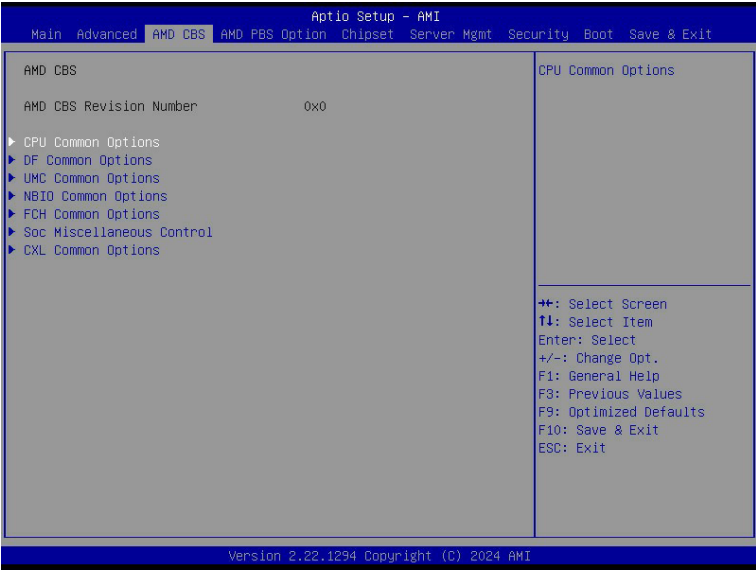 Aptio Setup - AMI
Main Advanced AMD CBS AMD PBS Option Chipset Server Mgmt Security Boot Save & Exit
AMD CBS
AMD CBS Revision Number 0x0
CPU Common Options
DF Common Options
UMC Common Options
NBIO Common Options
FCH Common Options
Soc Miscellaneous Control
CXL Common Options
CPU Common Options
→←: Select Screen
↑↓: Select Item
Enter: Select
+/-: Change Opt.
F1: General Help
F3: Previous Values
F9: Optimized Defaults
F10: Save & Exit
ESC: Exit
Version 2.22.1294 Copyright (C) 2024 AMI